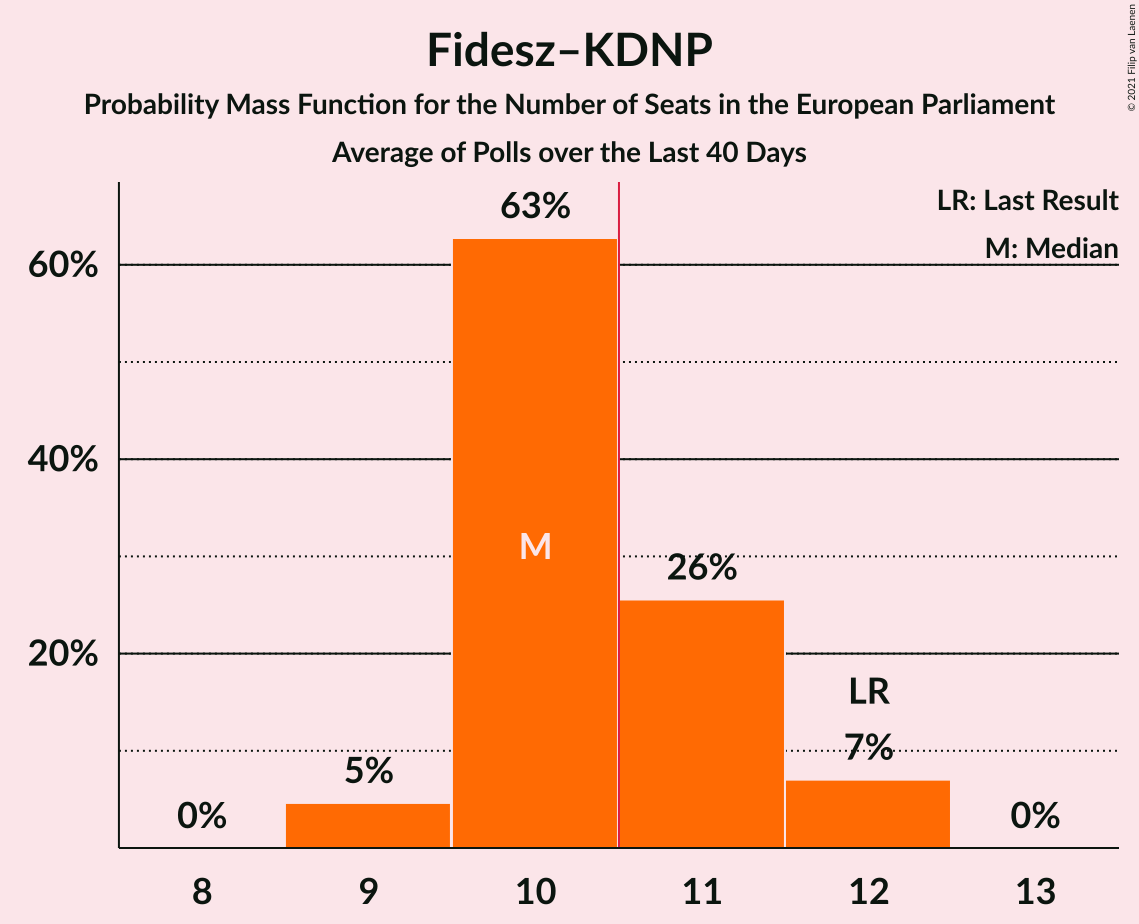 Fidesz–KDNP
Probability Mass Function for the Number of Seats in the European Parliament
Average of Polls over the Last 40 Days
© 2021 Filip van Laenen
LR: Last Result
M: Median
63%
60%
40%
M
26%
20%
LR
7%
5%
0%
0%
8 9 10 11 12 13